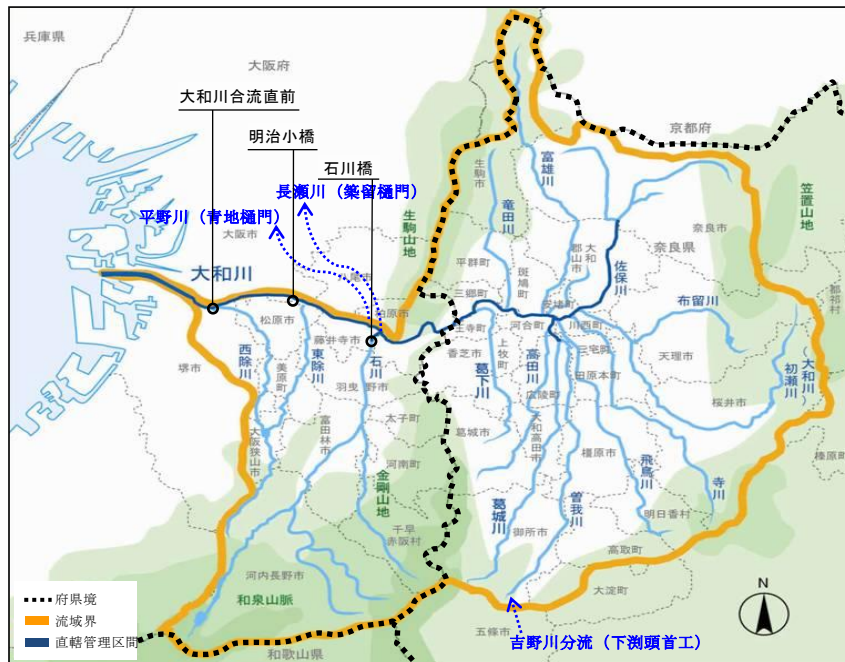 兵庫県
大阪府
京都府
大和川合流直前
明治小橋
石川橋
長瀬川（築留樋門）
平野川（青地樋門）
大阪市
生駒市
富雄川
竜田川
生駒山地
笠置山地
奈良市
奈良県
大和
郡山市
佐保川
大和川
八尾市
平群町
斑鳩町
三郷町
安堵町
布留川
都祁村
柏原市
松原市
藤井寺市
王寺町
河合町
川西町
三宅町
香芝市
上牧町
高田川
田原本町
天理市
初瀬川
（大和川）
堺市
西除川
東除川
美原町
石川
羽曳野市
葛下川
広陵町
桜井市
太子町
富田林市
大阪狭山市
葛城市
大和高田市
橿原市
飛鳥川
寺川
榛原町
河南町
金剛山地
千早
赤阪村
葛城川
曽我川
御所市
明日香村
高取町
大淀町
河内長野市
和泉山脈
五條市
和歌山県
吉野川分流（下渕頭首工）
N
府県境
流域界
直轄管理区間